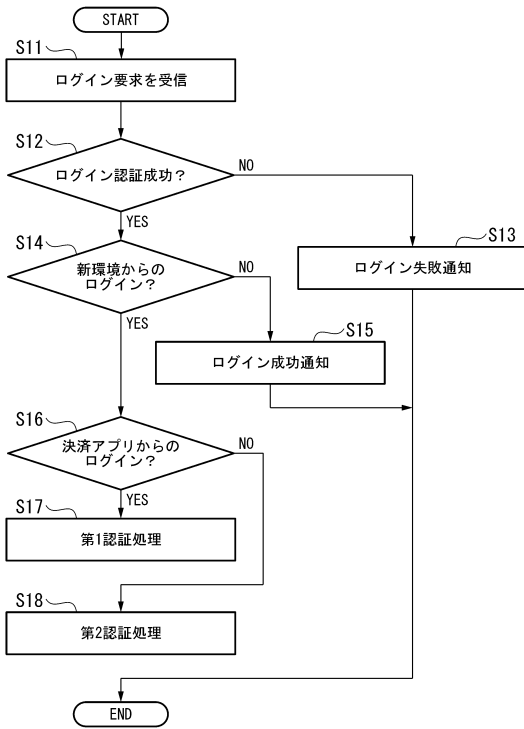 START
S11
ログイン要求を受信
S12
ログイン認証成功？
NO
YES
S13
ログイン失敗通知
S14
新環境からの
ログイン？
NO
YES
S15
ログイン成功通知
S16
決済アプリからの
ログイン？
NO
YES
S17
第1認証処理
S18
第2認証処理
END